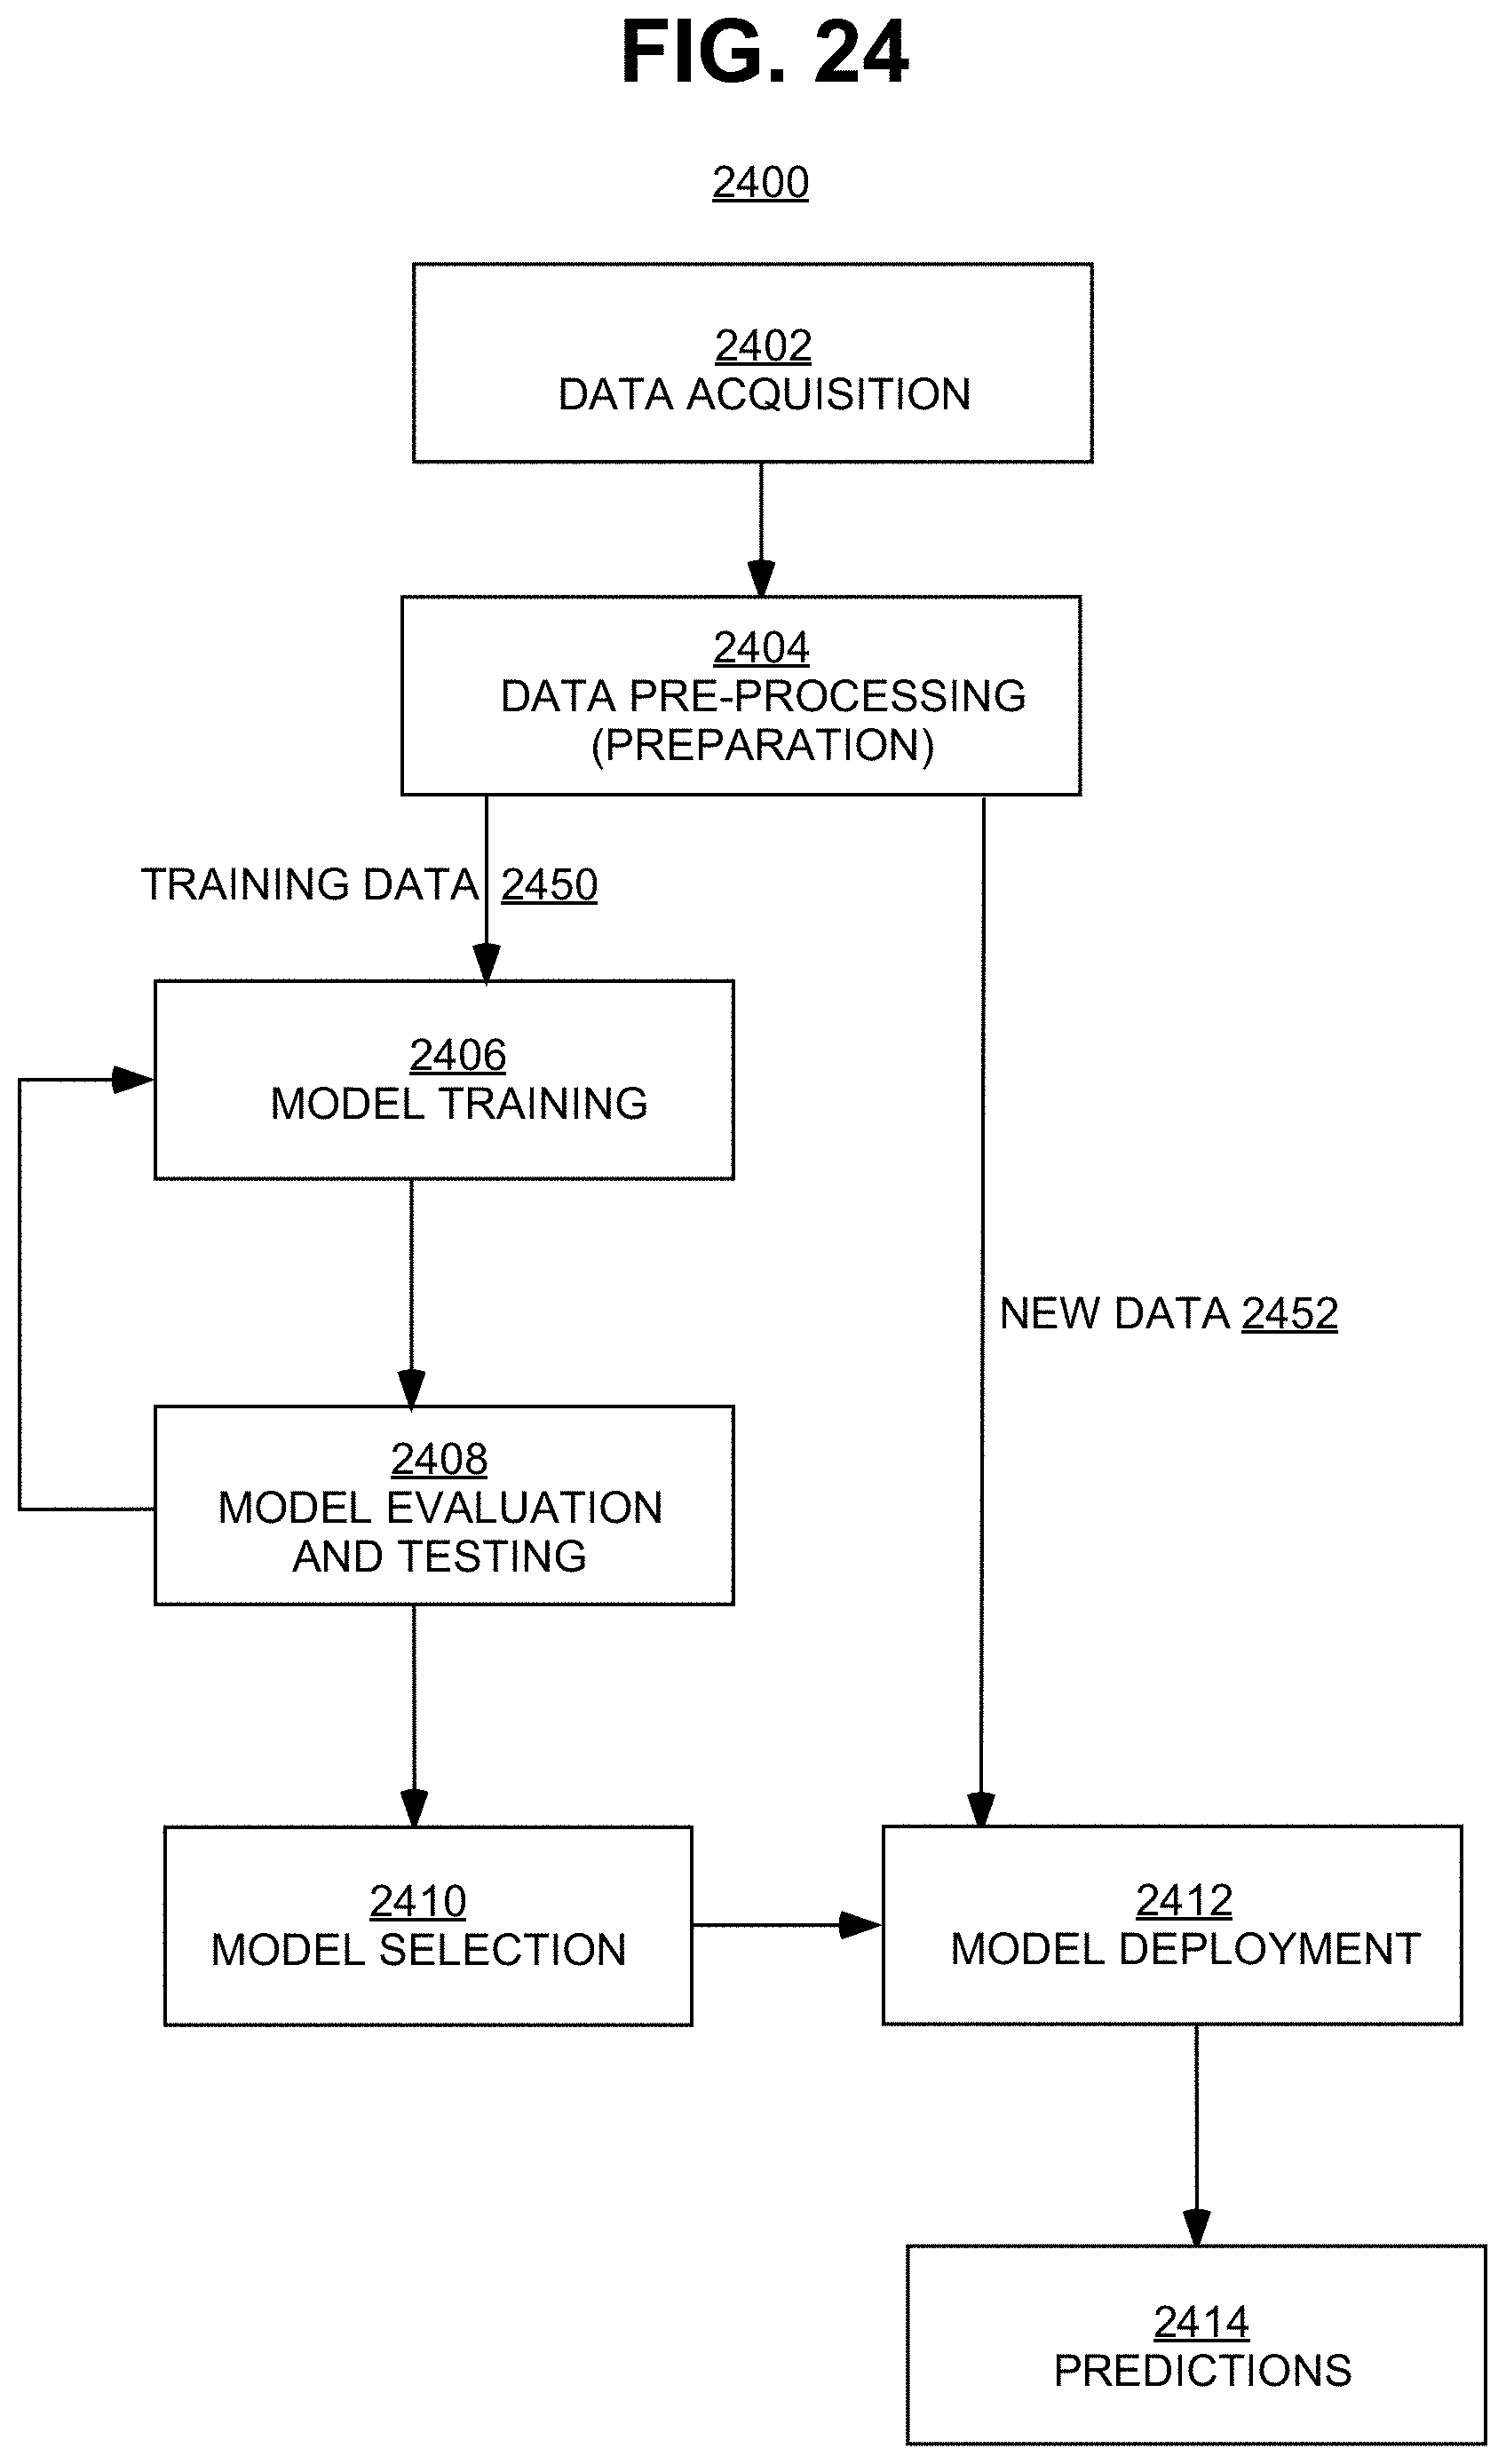 FIG. 24
2400
2402
DATA ACQUISITION
2404
DATA PRE-PROCESSING
(PREPARATION)
TRAINING DATA 2450
2406
MODEL TRAINING
NEW DATA 2452
2408
MODEL EVALUATION
AND TESTING
2410
MODEL SELECTION
2412
MODEL DEPLOYMENT
2414
PREDICTIONS